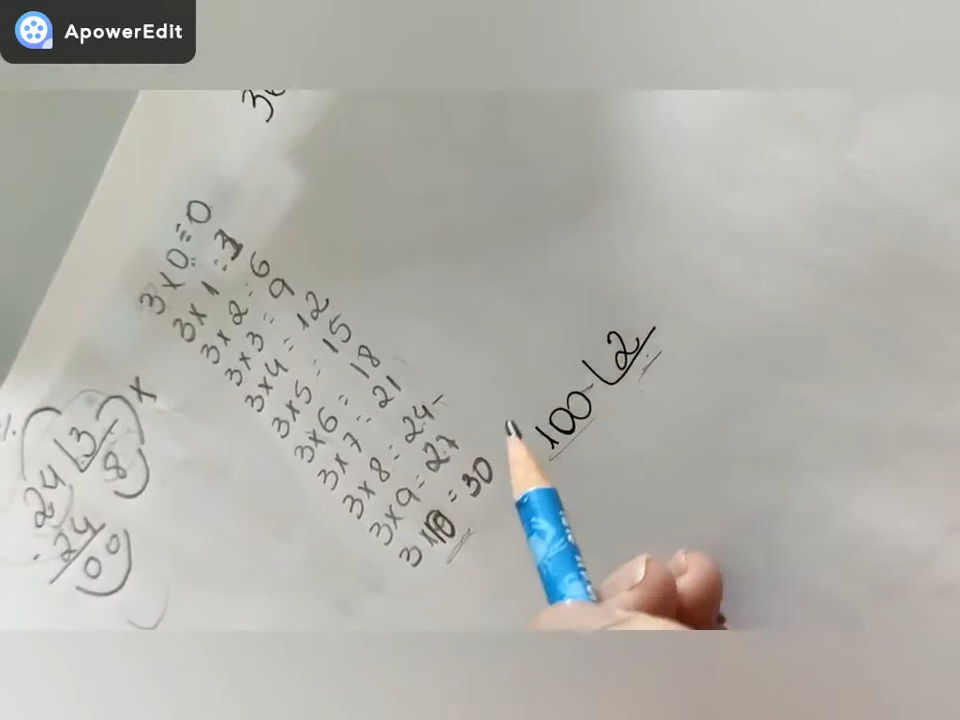 ApowerEdit
3x0=0
3x1=3
3x2=6
3x3=9
3x4=12
3x5=15
3x6=18
3x7=21
3x8=24
3x9=27
3x10=30
24 3
8
-24
00
x
÷
100 2